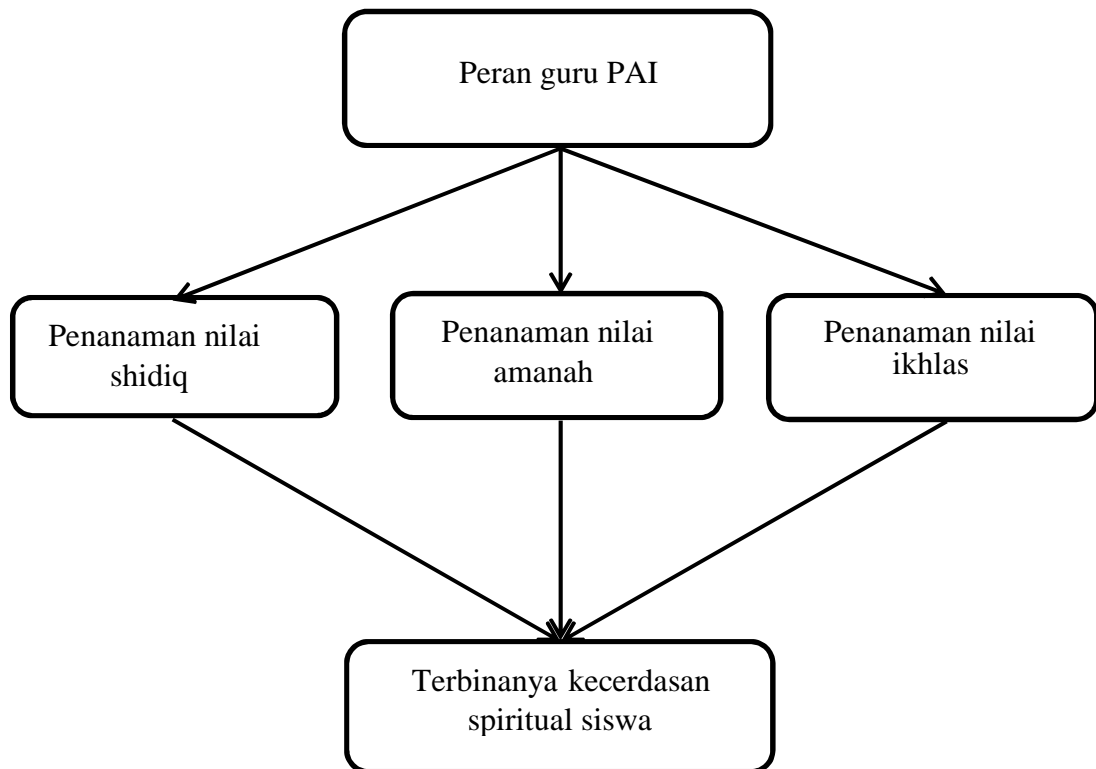 Peran guru PAI
Penanaman nilai
shidiq
Penanaman nilai
amanah
Penanaman nilai
ikhlas
Terbinanya kecerdasan
spiritual siswa